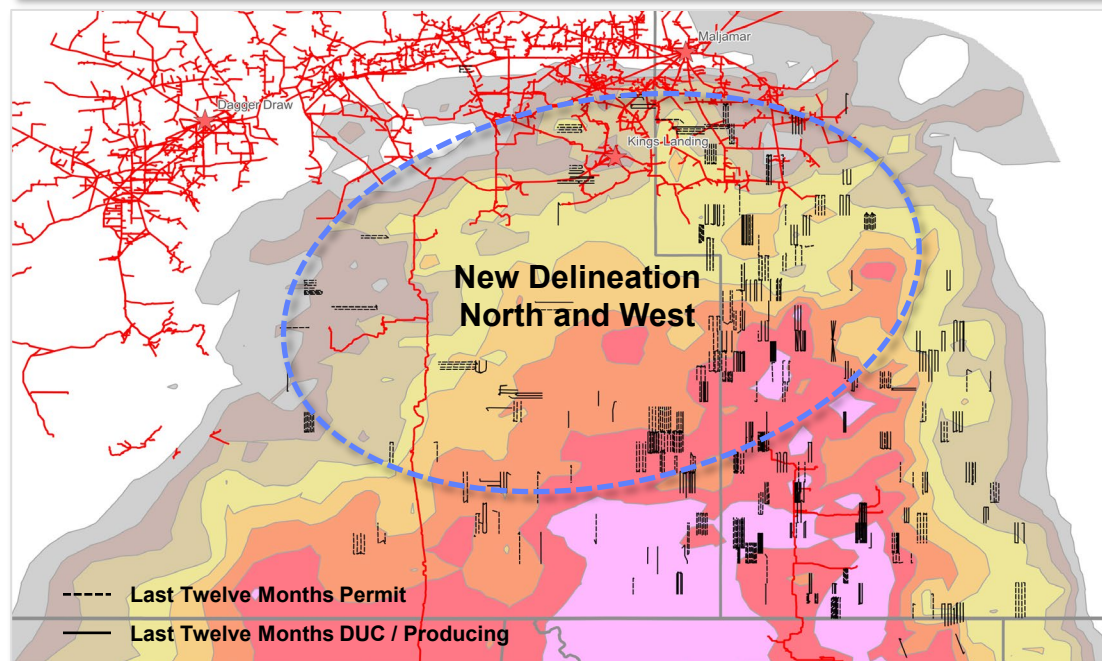 Maljamar
Dagger Draw
Kings Landing
New Delineation
North and West
Last Twelve Months Permit
Last Twelve Months DUC / Producing